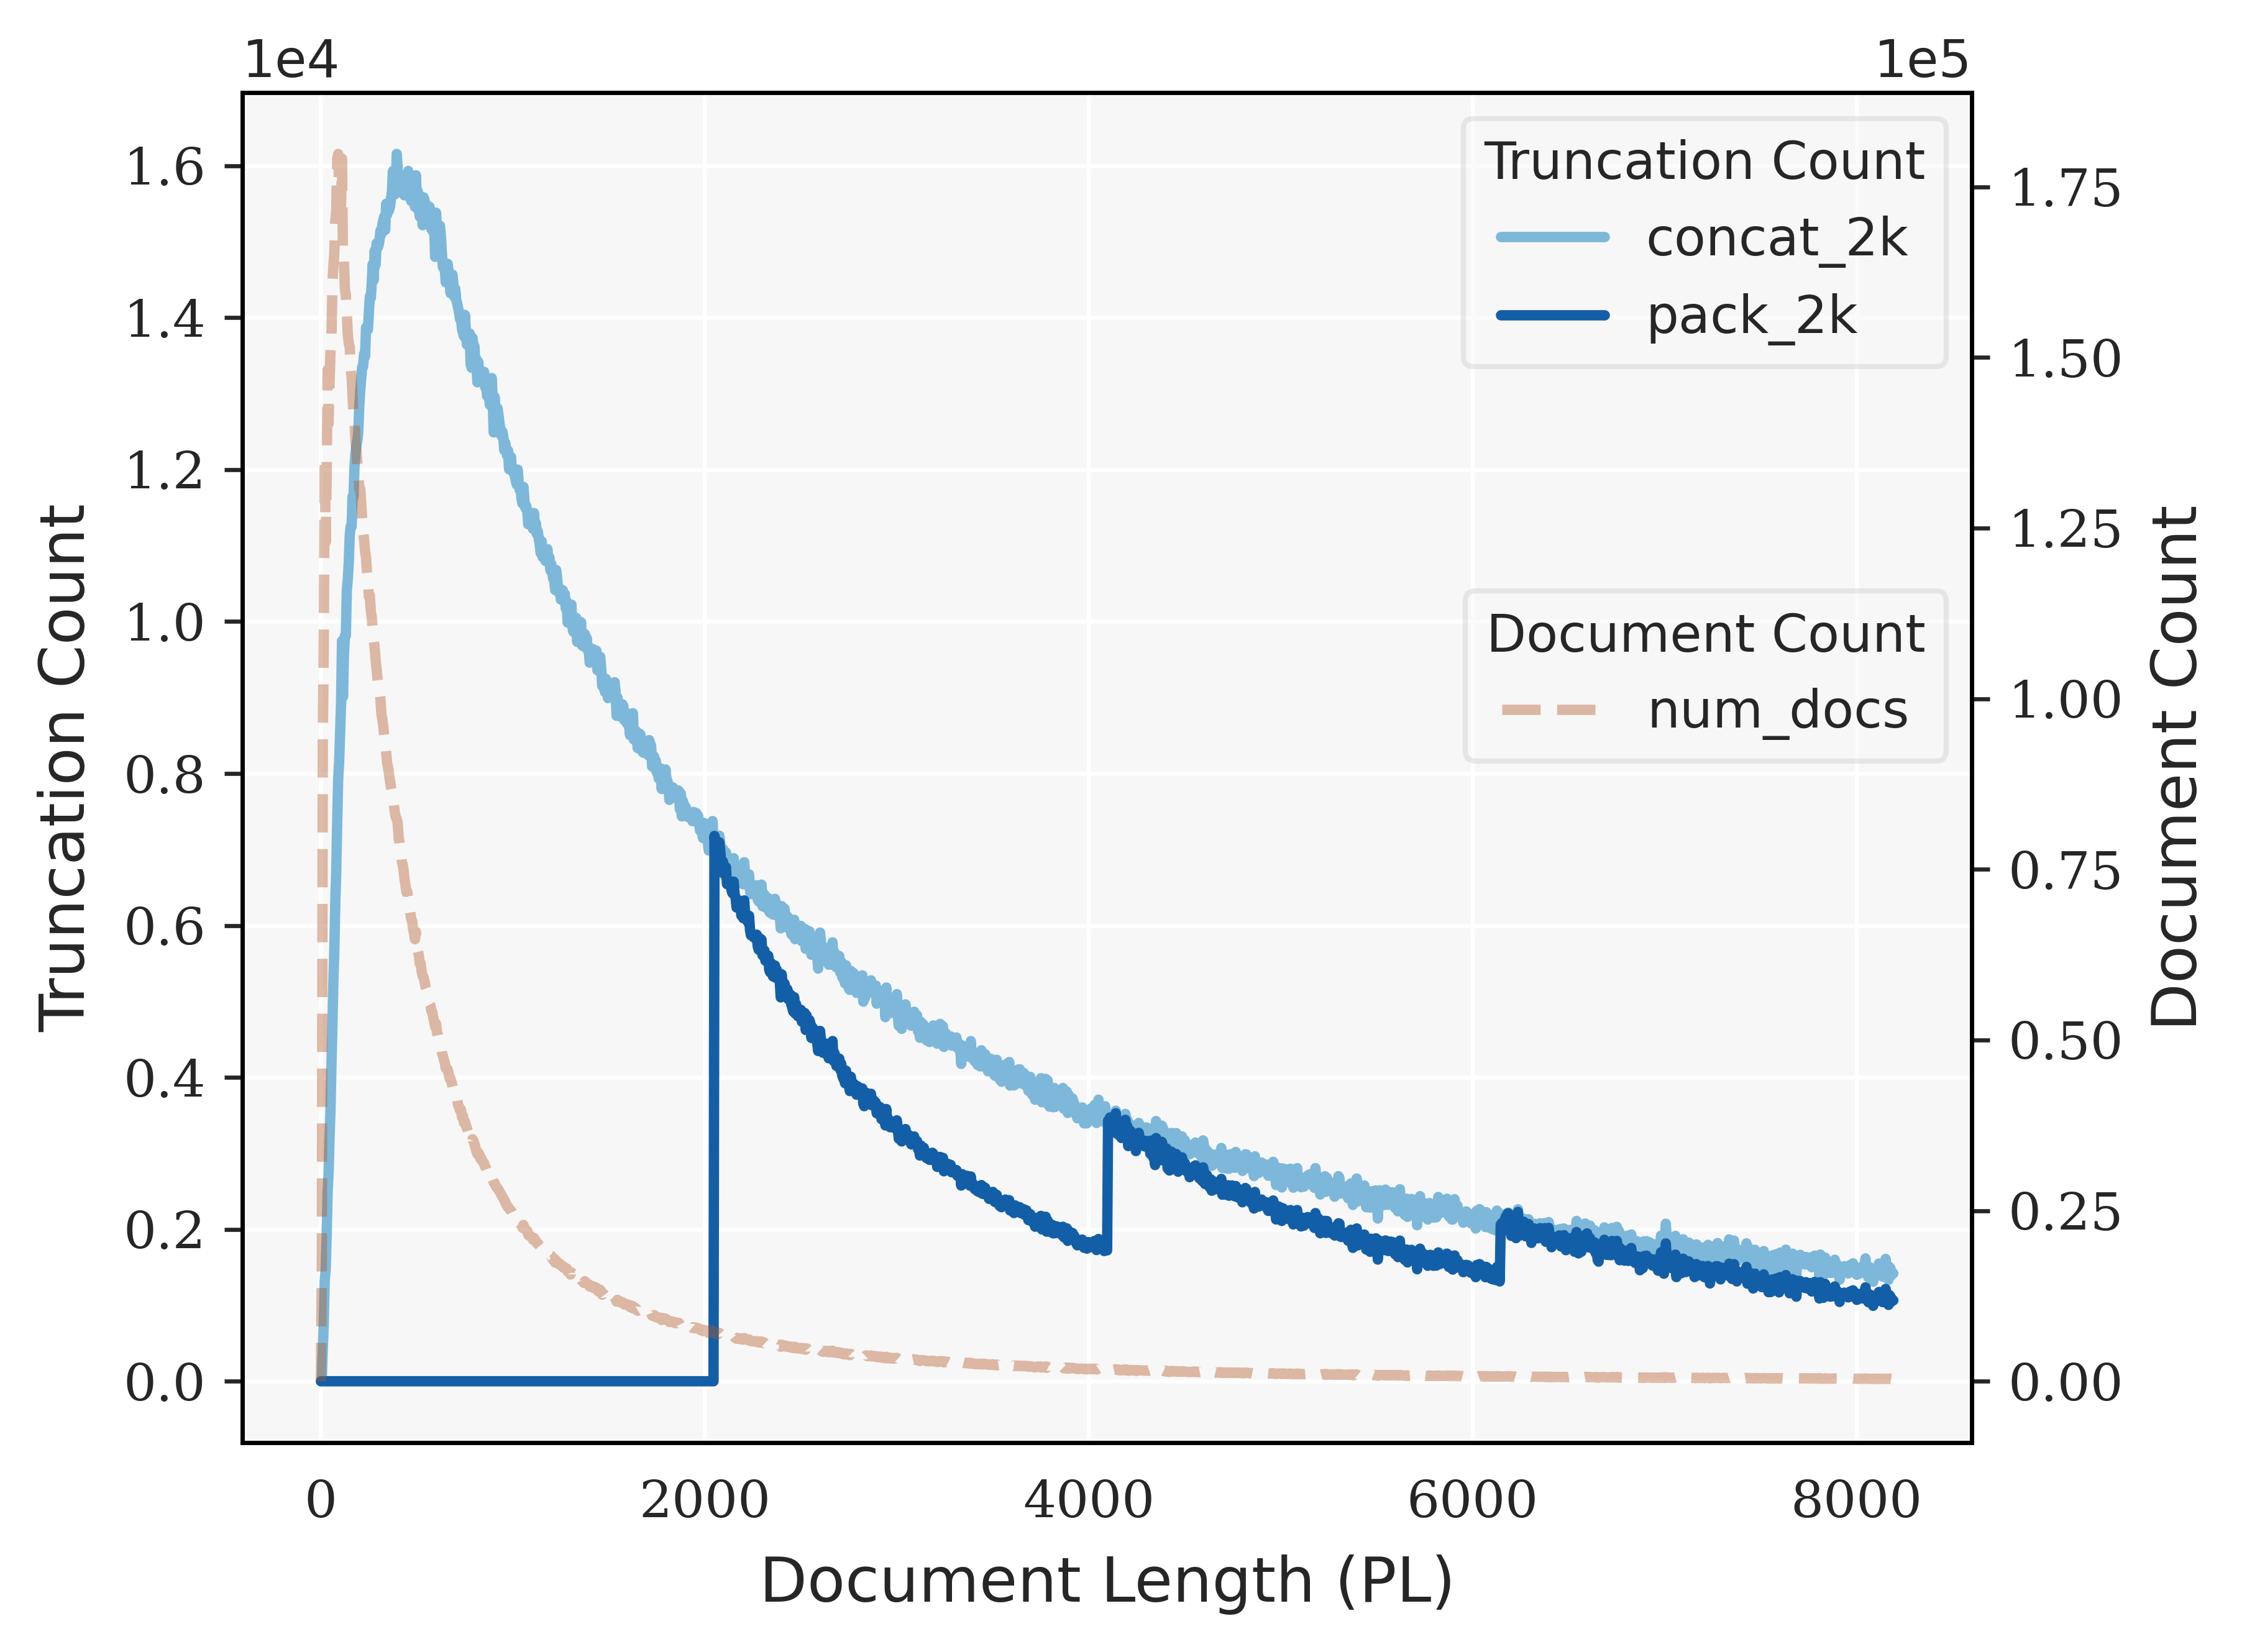 1e4
1e5
1.6
1.4
1.2
1.0
0.8
0.6
0.4
0.2
0.0
Truncation Count
Truncation Count
concat_2k
pack_2k
Document Count
num_docs
1.75
1.50
1.25
1.00
0.75
0.50
0.25
0.00
Document Count
0
2000
4000
6000
8000
Document Length (PL)